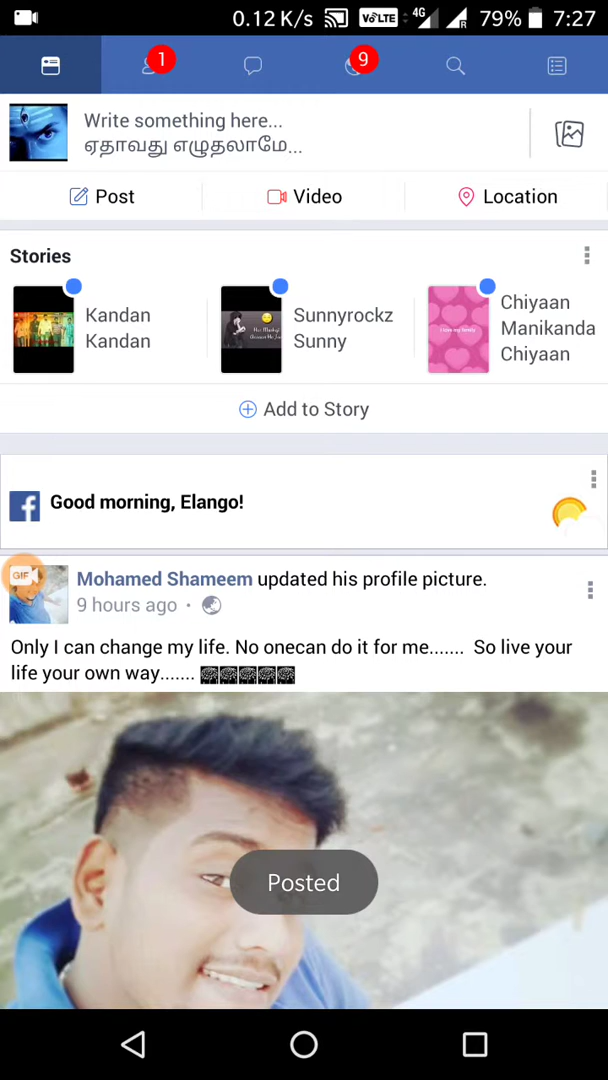 0.12 K/s VoLTE 4G R 79% 7:27
1
9
Write something here...
ஏதாவது எழுதலாமே...
Post Video Location
Stories
Kandan
Kandan
Sunnyrockz
Sunny
Chiyaan
Manikanda
Chiyaan
Add to Story
Good morning, Elango!
GIF
Mohamed Shameem updated his profile picture.
9 hours ago •
Only I can change my life. No onecan do it for me....... So live your
life your own way.......
Posted